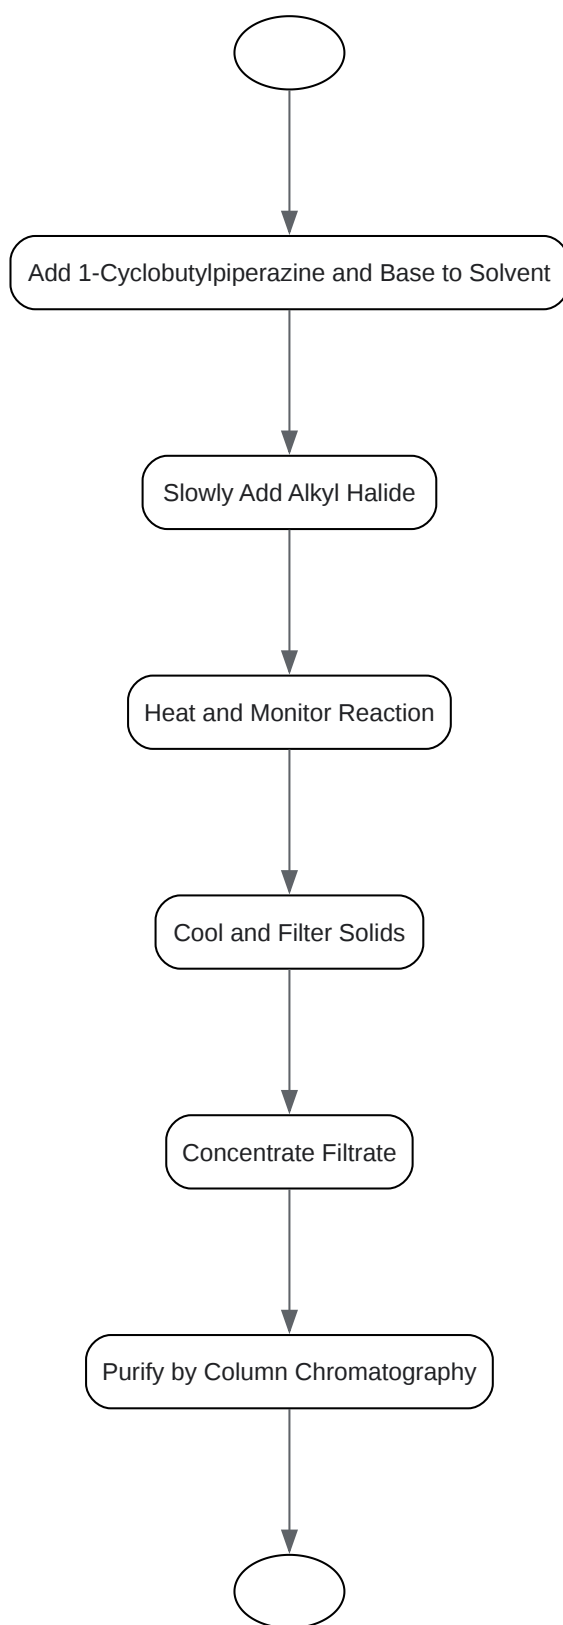 Add 1-Cyclobutylpiperazine and Base to Solvent
Slowly Add Alkyl Halide
Heat and Monitor Reaction
Cool and Filter Solids
Concentrate Filtrate
Purify by Column Chromatography